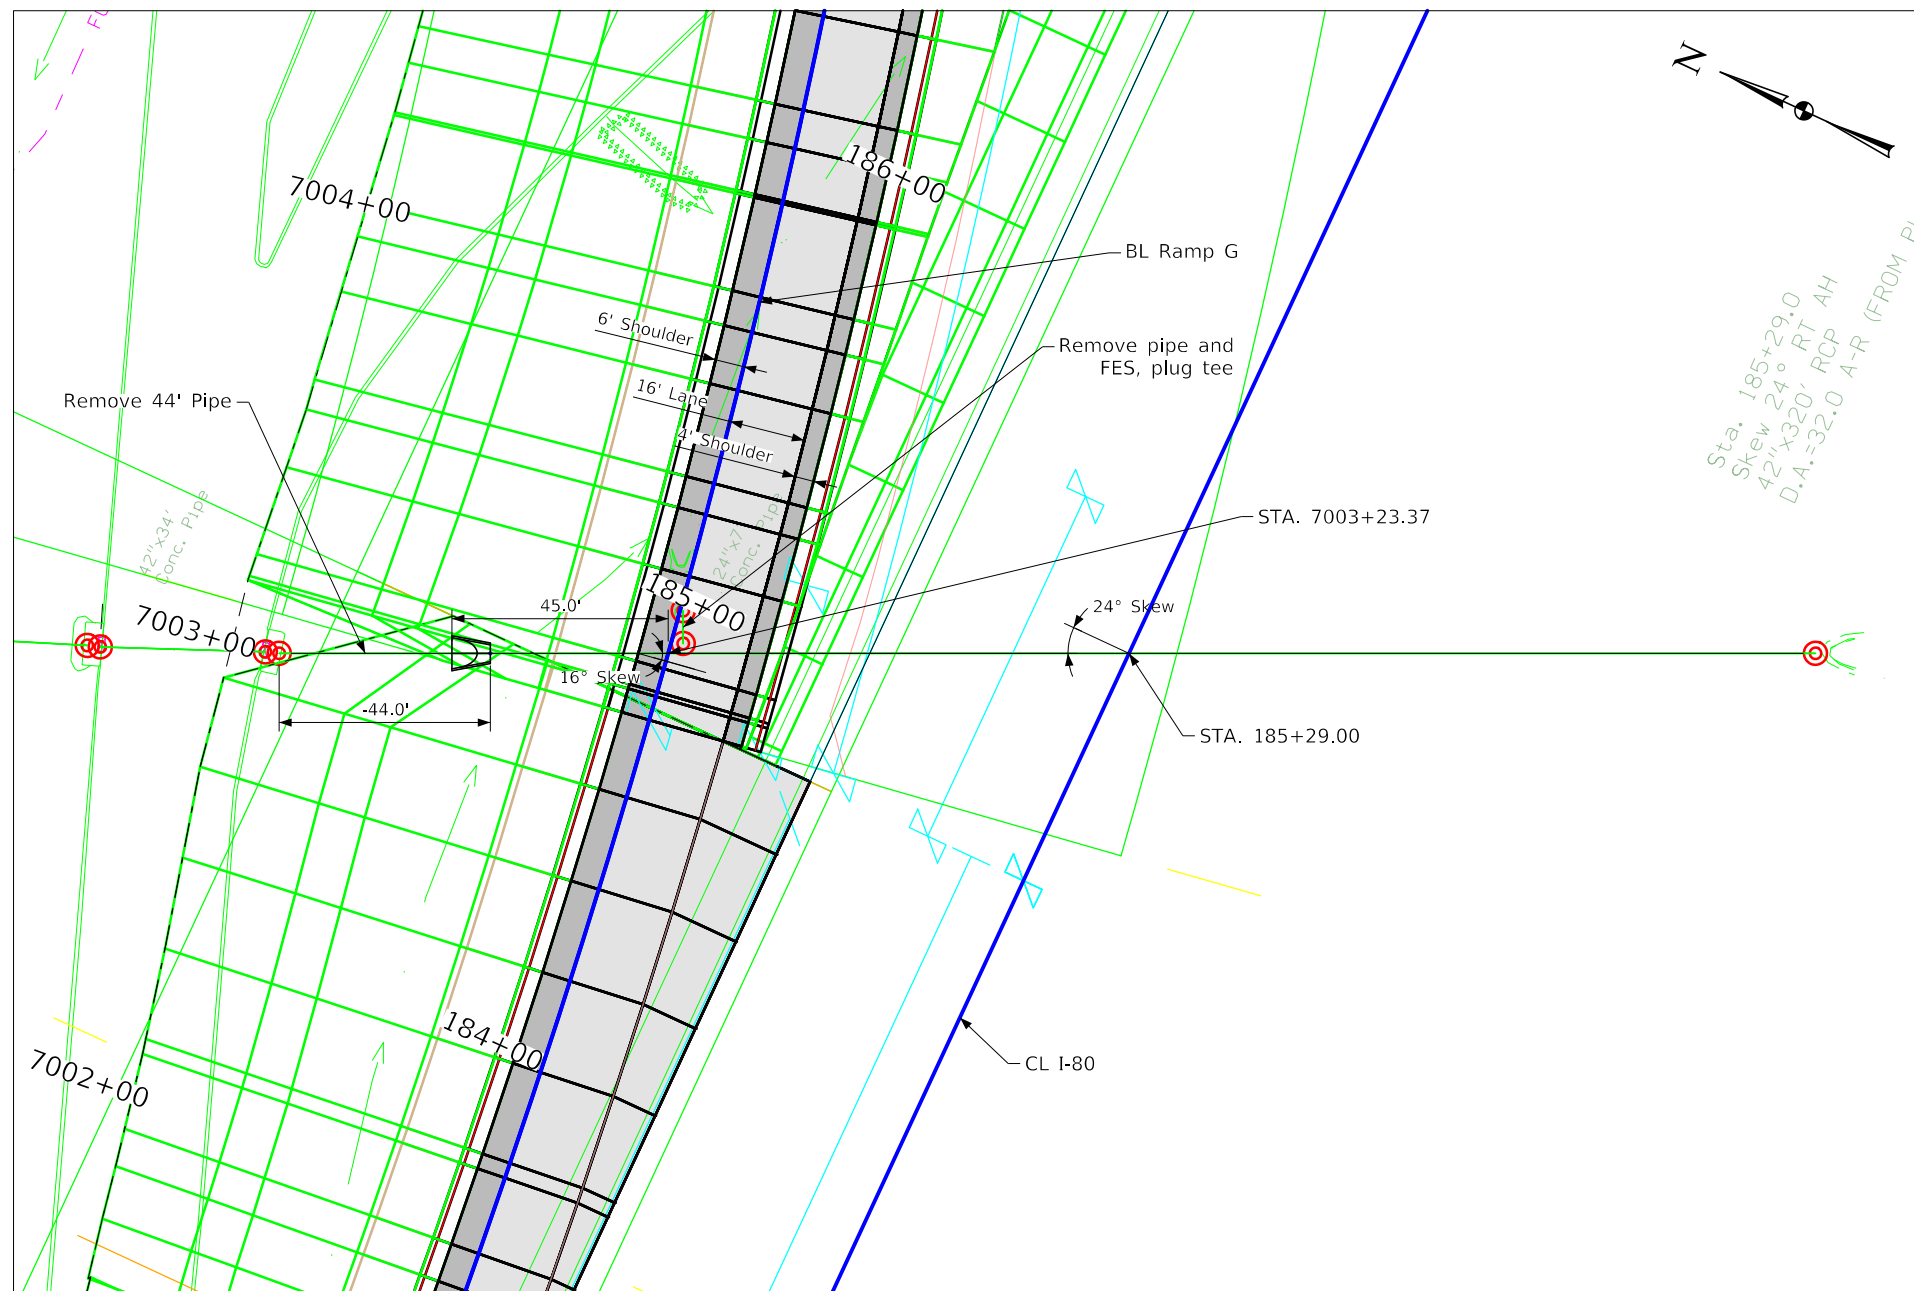 N
186+00
7004+00
BL Ramp G
6' Shoulder
Remove pipe and
FES, plug tee
16' Lane
Remove 44' Pipe
4' Shoulder
Sta. 185+29.0
Skew 24° RT AH
42"x320' RCP
D.A.=32.0 A-R (FROM
42"x34'
Conc. Pipe
24"x7
Conc. Pipe
STA. 7003+23.37
185+00
45.0'
24° Skew
7003+00
16° Skew
-44.0'
STA. 185+29.00
184+00
CL I-80
7002+00